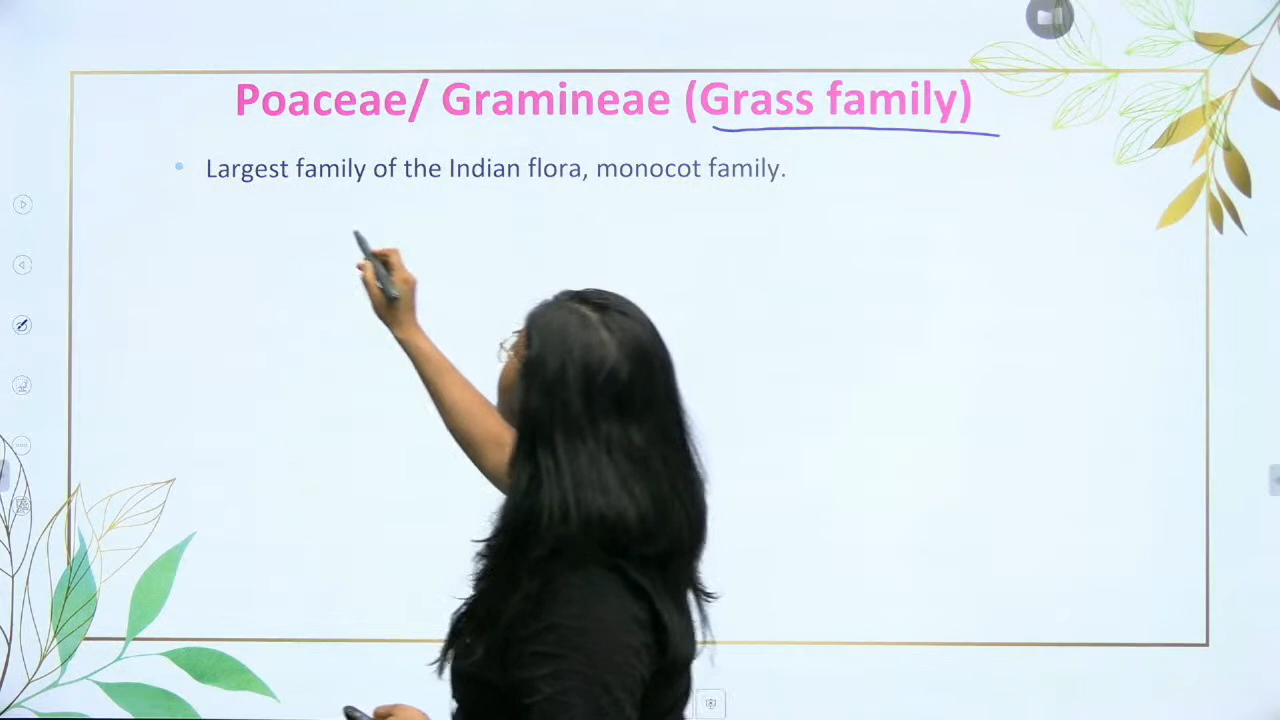 Poaceae/ Gramineae (Grass family)
• Largest family of the Indian flora, monocot family.